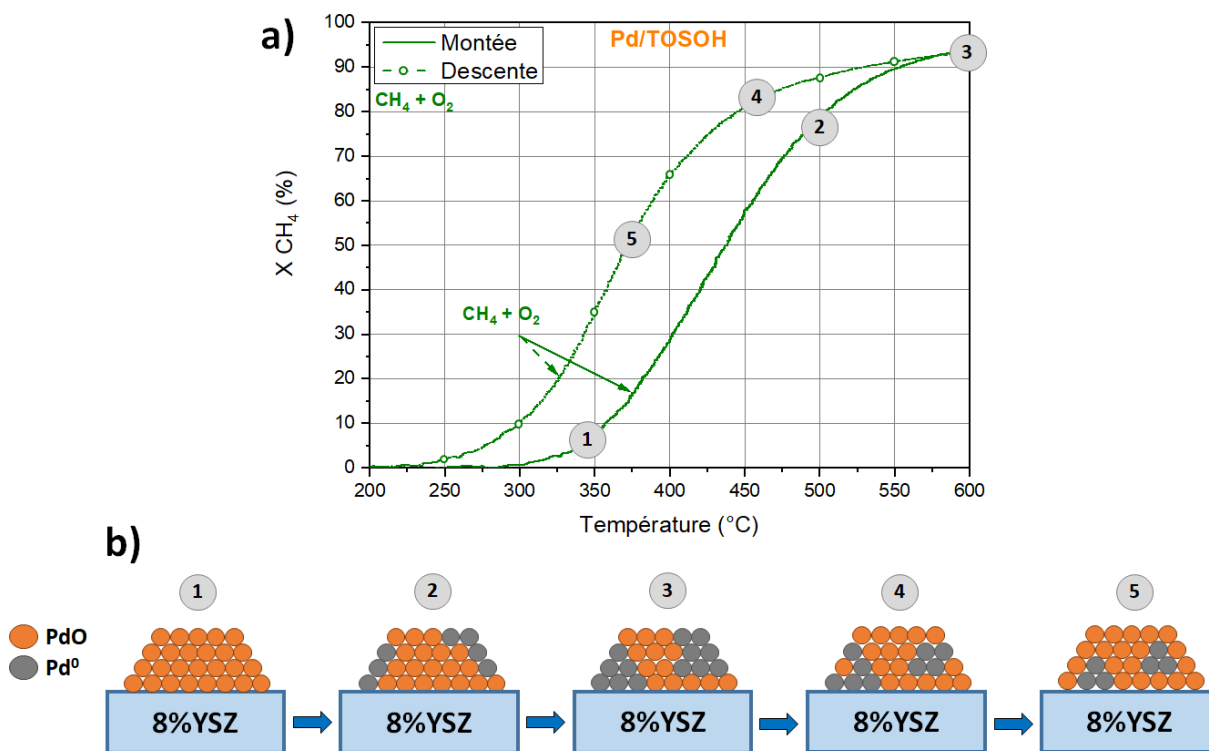 a)
Pd/TOSOH
Montée
Descente
CH₄ + O₂
CH₄ + O₂
X CH₄ (%)
100
90
80
70
60
50
40
30
20
10
0
3
4
2
5
1
200 250 300 350 400 450 500 550 600
Température (°C)
b)
1 2 3 4 5
PdO
Pd⁰
8%YSZ 8%YSZ 8%YSZ 8%YSZ 8%YSZ